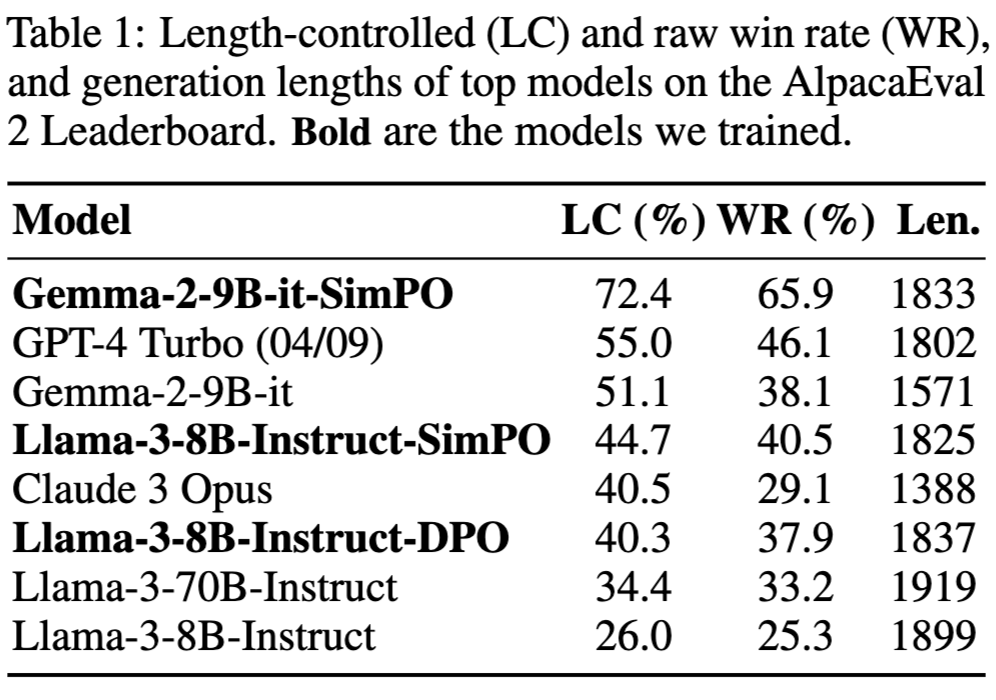 Table 1: Length-controlled (LC) and raw win rate (WR),
and generation lengths of top models on the AlpacaEval
2 Leaderboard. Bold are the models we trained.
Model LC (%) WR (%) Len.
Gemma-2-9B-it-SimPO 72.4 65.9 1833
GPT-4 Turbo (04/09) 55.0 46.1 1802
Gemma-2-9B-it 51.1 38.1 1571
Llama-3-8B-Instruct-SimPO 44.7 40.5 1825
Claude 3 Opus 40.5 29.1 1388
Llama-3-8B-Instruct-DPO 40.3 37.9 1837
Llama-3-70B-Instruct 34.4 33.2 1919
Llama-3-8B-Instruct 26.0 25.3 1899